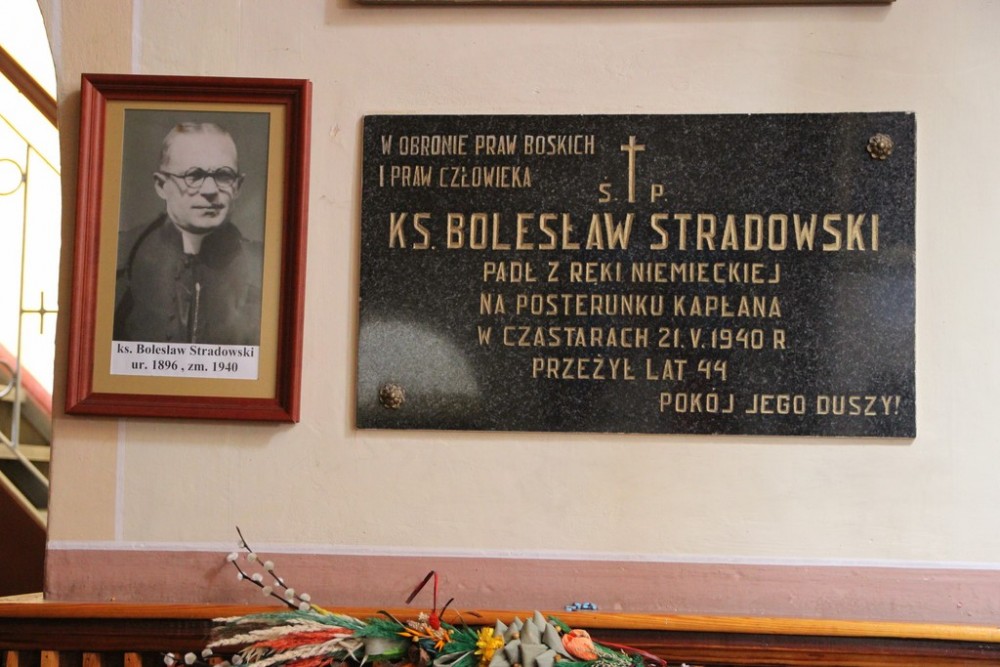 ks. Bolesław Stradowski
ur. 1896 , zm. 1940
W OBRONIE PRAW BOSKICH
I PRAW CZŁOWIEKA
Ś. P.
KS. BOLESŁAW STRADOWSKI
PADŁ Z RĘKI NIEMIECKIEJ
NA POSTERUNKU KAPŁANA
W CZASTARACH 21. V. 1940 R
PRZEŻYŁ LAT 44
POKÓJ JEGO DUSZY!